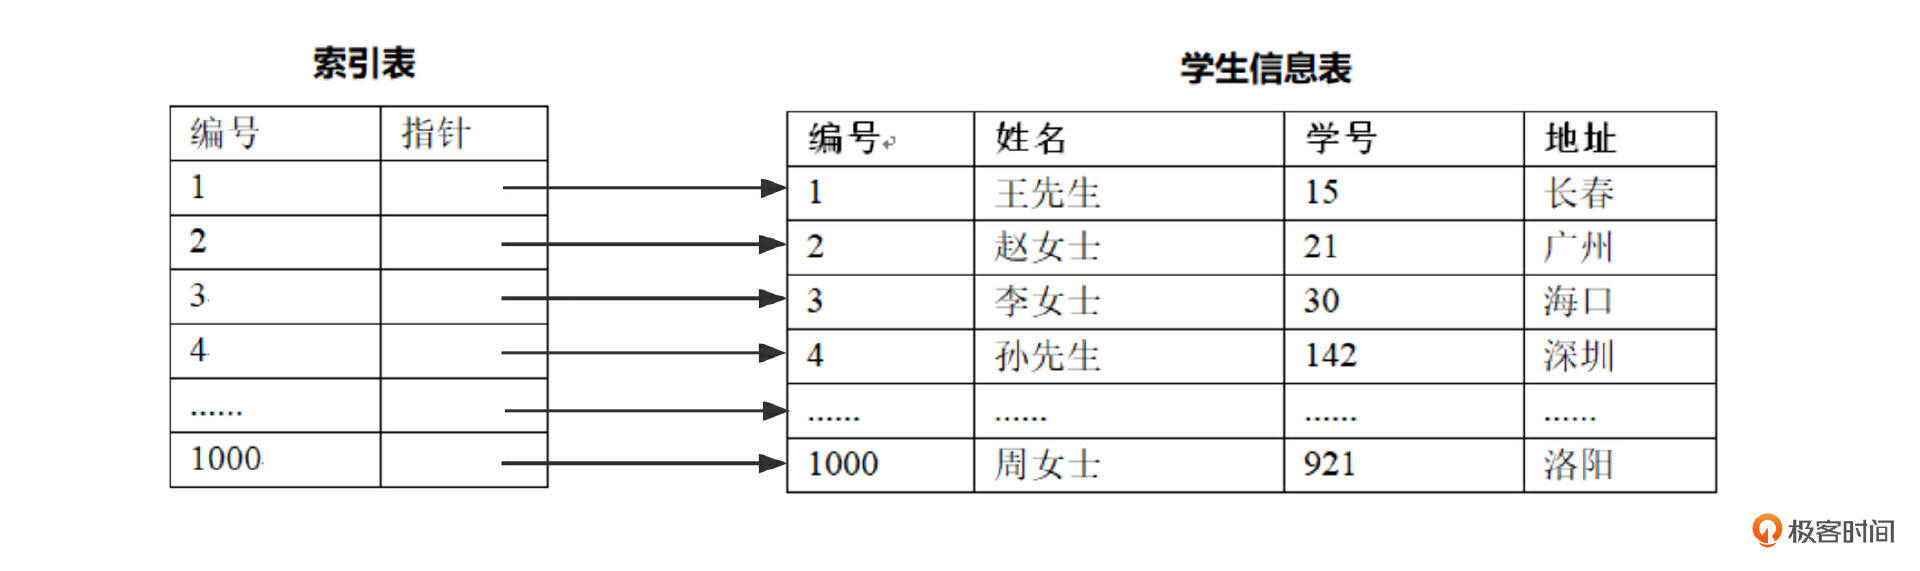 索引表
编号 指针
1
2
3
4
......
1000
学生信息表
编号 姓名 学号 地址
1 王先生 15 长春
2 赵女士 21 广州
3 李女士 30 海口
4 孙先生 142 深圳
...... ...... ...... ......
1000 周女士 921 洛阳
极客时间